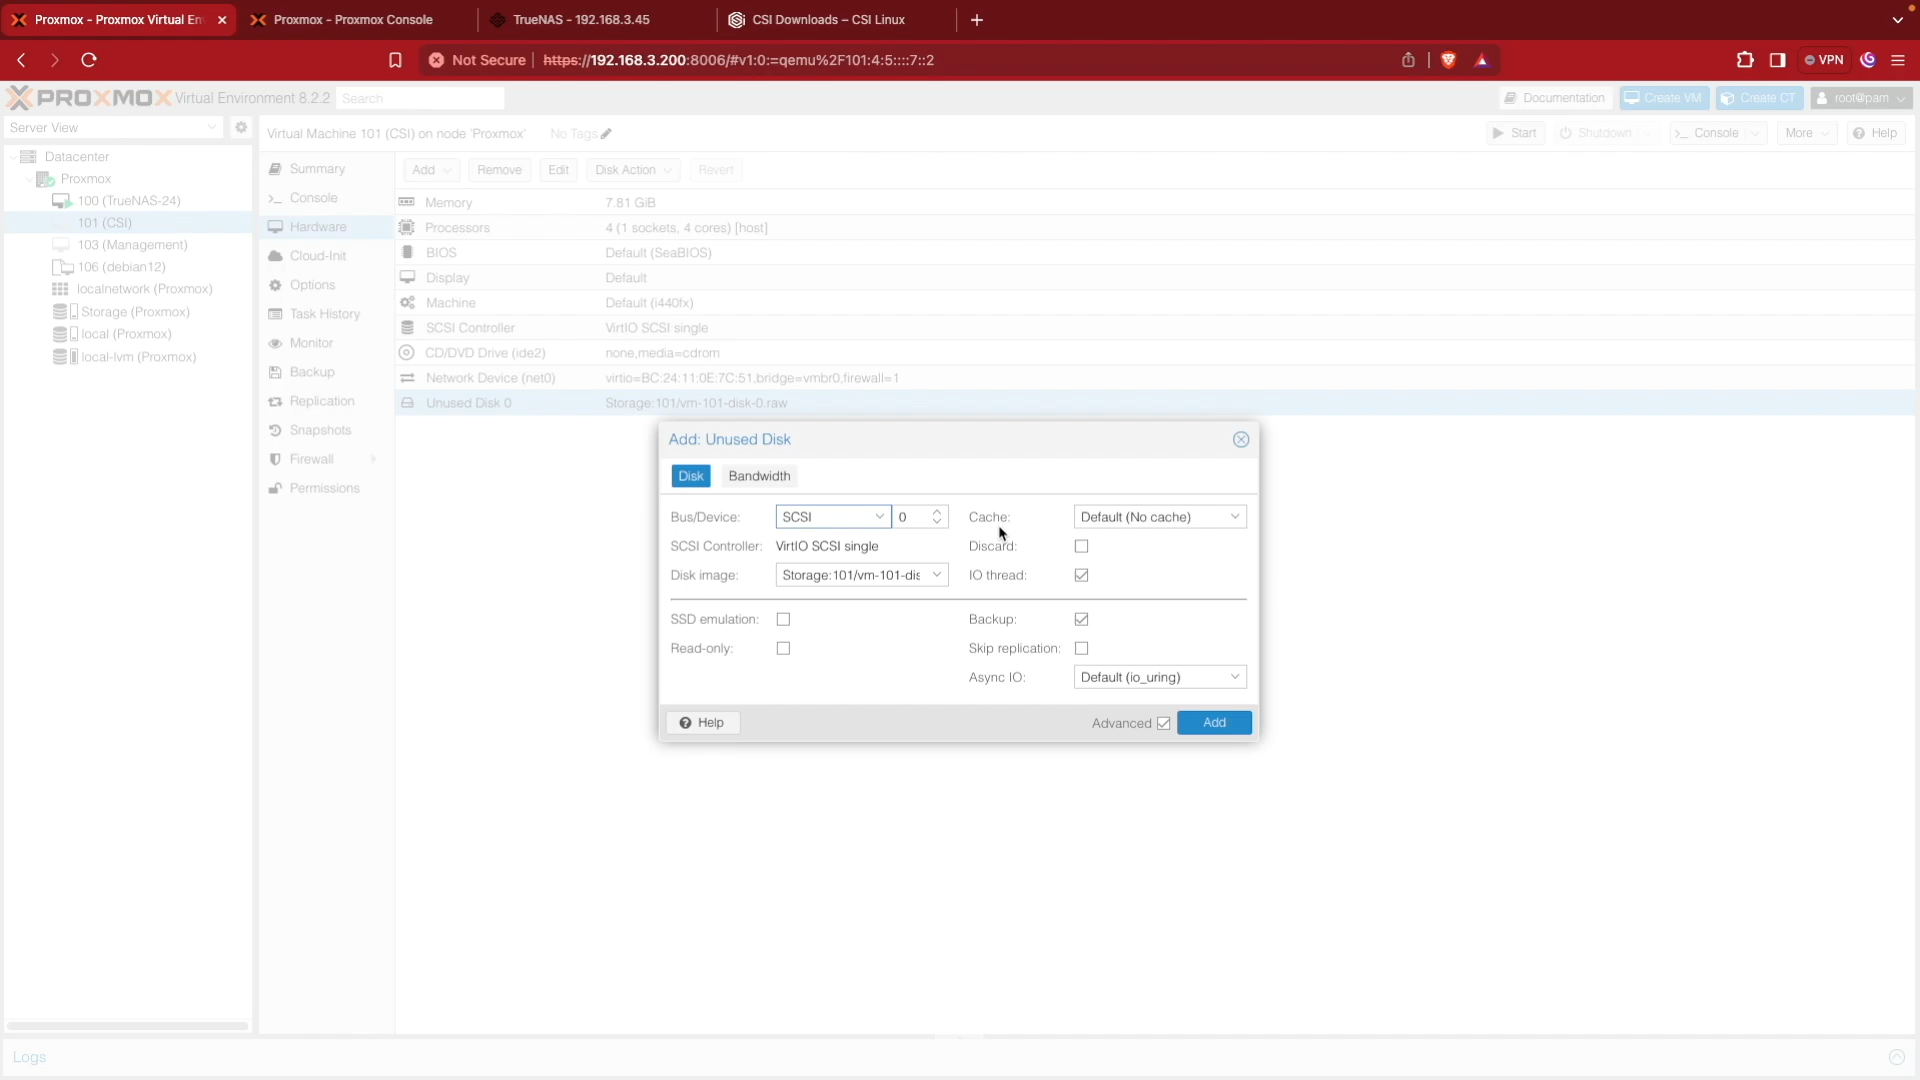 Proxmox - Proxmox Virtual En
Proxmox - Proxmox Console
TrueNAS - 192.168.3.45
CSI Downloads – CSI Linux
Not Secure https://192.168.3.200:8006/#v1:0:=qemu%2F101:4:5::::7::2
VPN
PROXMOX Virtual Environment 8.2.2 Search
Documentation Create VM Create CT root@pam
Server View
Virtual Machine 101 (CSI) on node 'Proxmox' No Tags
Start Shutdown Console More Help
Datacenter
Proxmox
100 (TrueNAS-24)
101 (CSI)
103 (Management)
106 (debian12)
localnetwork (Proxmox)
Storage (Proxmox)
local (Proxmox)
local-lvm (Proxmox)
Summary
Console
Hardware
Cloud-Init
Options
Task History
Monitor
Backup
Replication
Snapshots
Firewall
Permissions
Add Remove Edit Disk Action Revert
Memory 7.81 GiB
Processors 4 (1 sockets, 4 cores) [host]
BIOS Default (SeaBIOS)
Display Default
Machine Default (i440fx)
SCSI Controller VirtIO SCSI single
CD/DVD Drive (ide2) none,media=cdrom
Network Device (net0) virtio=BC:24:11:0E:7C:51,bridge=vmbr0,firewall=1
Unused Disk 0 Storage:101/vm-101-disk-0.raw
Add: Unused Disk
Disk Bandwidth
Bus/Device: SCSI 0 Cache: Default (No cache)
SCSI Controller: VirtIO SCSI single Discard:
Disk image: Storage:101/vm-101-dis IO thread:
SSD emulation: Backup:
Read-only: Skip replication:
Async IO: Default (io_uring)
Help Advanced Add
Logs